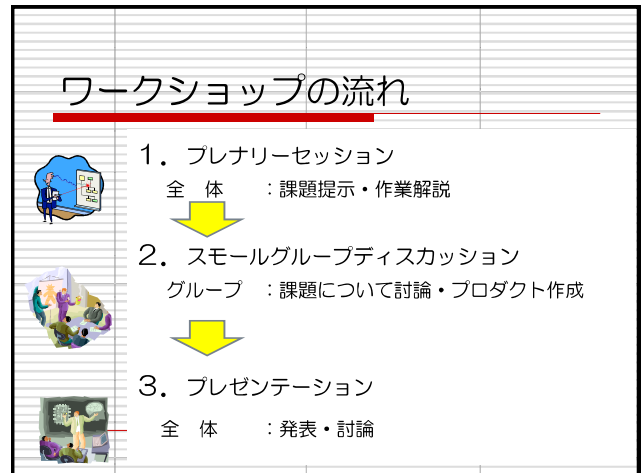 ワークショップの流れ
1．プレナリーセッション
全　体　　：課題提示・作業解説
2．スモールグループディスカッション
グループ　：課題について討論・プロダクト作成
3．プレゼンテーション
全　体　　：発表・討論